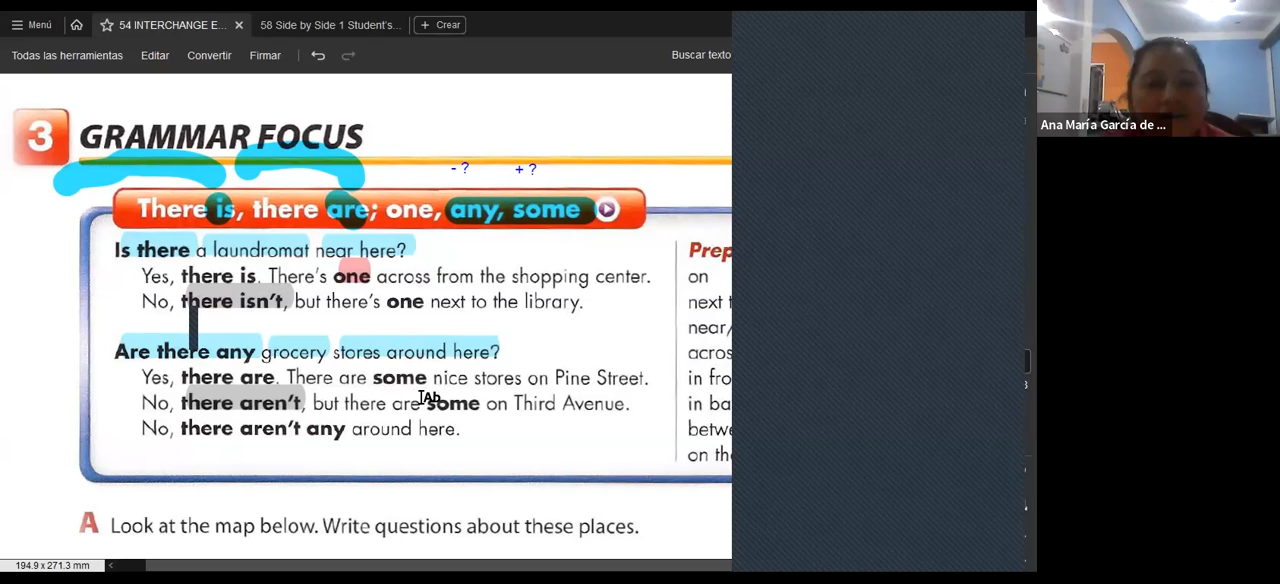 Menú
54 INTERCHANGE E...
58 Side by Side 1 Student's...
Crear
Todas las herramientas
Editar
Convertir
Firmar
Buscar texto
Ana María García de ...
3 GRAMMAR FOCUS
- ?
+ ?
There is, there are; one, any, some
Is there a laundromat near here?
Yes, there is. There's one across from the shopping center.
No, there isn't, but there's one next to the library.
Are there any grocery stores around here?
Yes, there are. There are some nice stores on Pine Street.
No, there aren't, but there are some on Third Avenue.
No, there aren't any around here.
Prep
on
next t
near/
acros
in fro
in ba
betw
on th
Ab
A Look at the map below. Write questions about these places.
194.9 x 271.3 mm